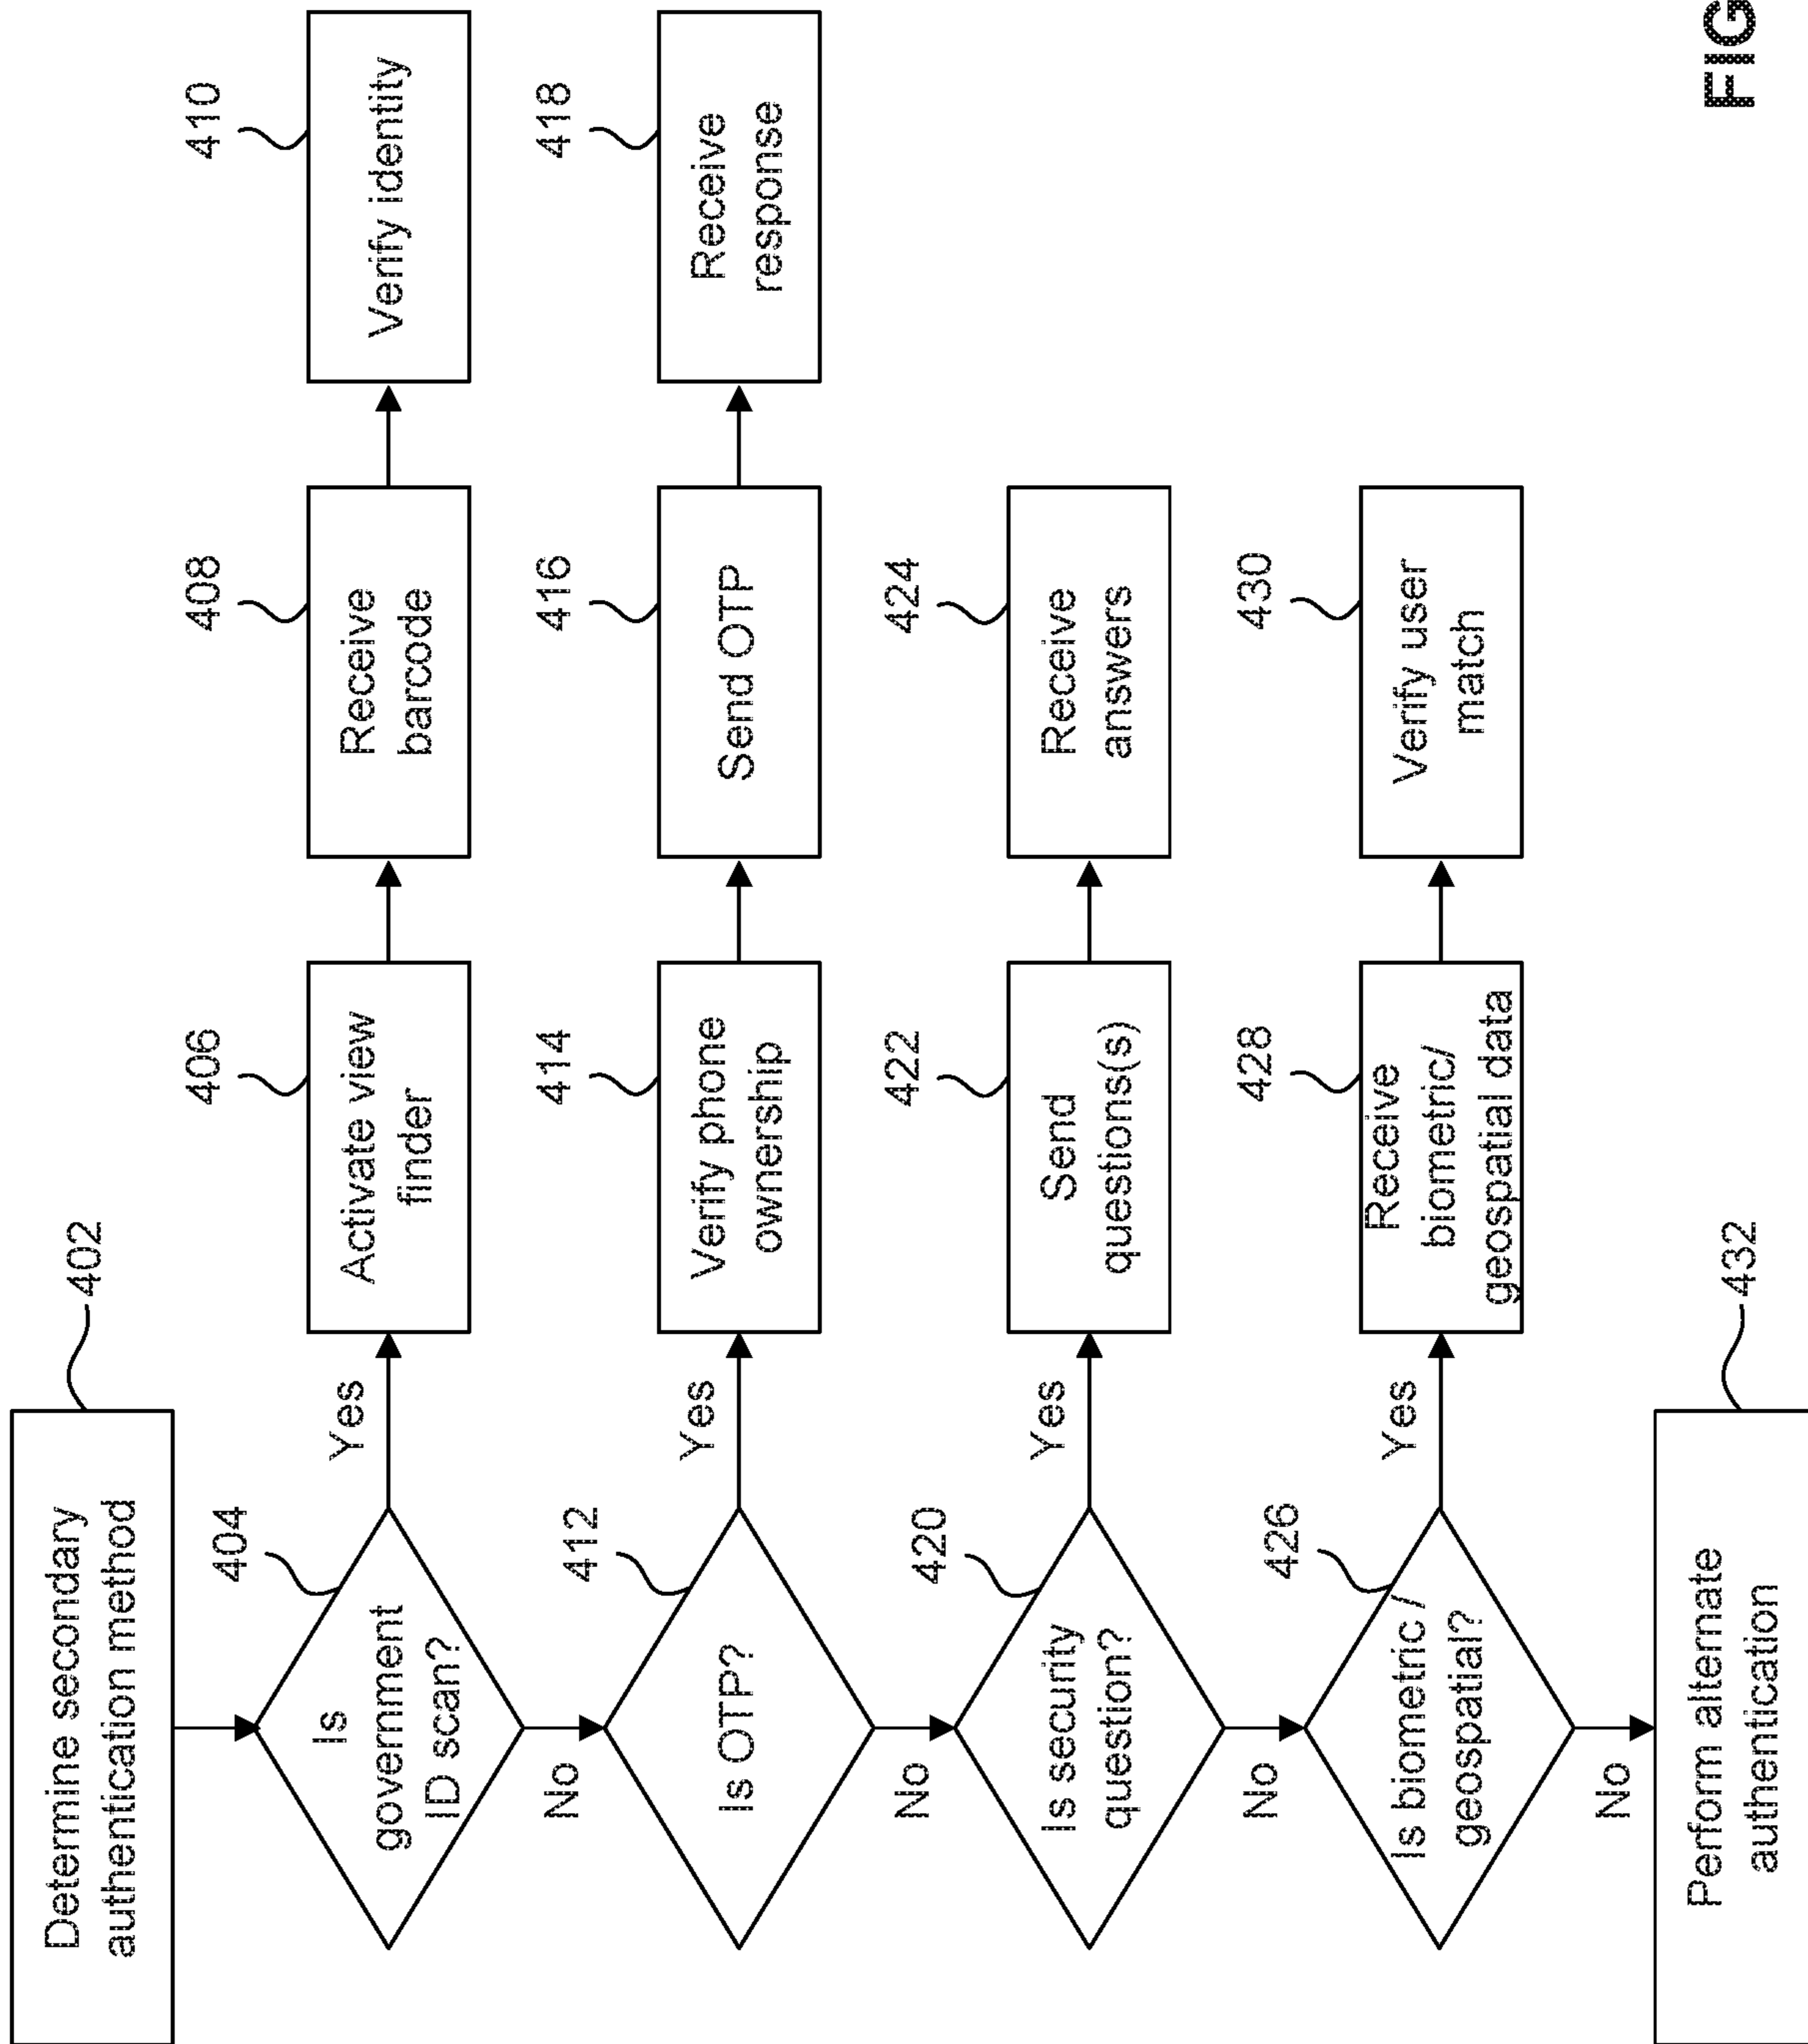 Determine secondary
authentication method
402
Is
government
ID scan?
404
Yes
Activate view
finder
406
Receive
barcode
408
Verify identity
410
No
Is OTP?
412
Yes
Verify phone
ownership
414
Send OTP
416
Receive
response
418
No
Is security
question?
420
Yes
Send
questions(s)
422
Receive
answers
424
No
Is biometric /
geospatial?
426
Yes
Receive
biometric/
geospatial data
428
Verify user
match
430
No
Perform alternate
authentication
432
FIG